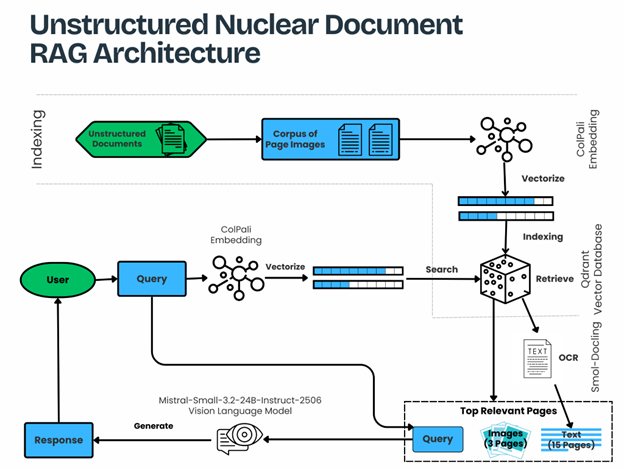 Unstructured Nuclear Document
RAG Architecture
Indexing
Unstructured
Documents
Corpus of
Page Images
ColPali
Embedding
Vectorize
Indexing
ColPali
Embedding
User
Query
Vectorize
Search
Retrieve
Qdrant
Vector Database
TEXT
OCR
Smol-Docling
Mistral-Small-3.2-24B-Instruct-2506
Vision Language Model
Top Relevant Pages
Response
Generate
Query
Images
(3 Pages)
Text
(15 Pages)